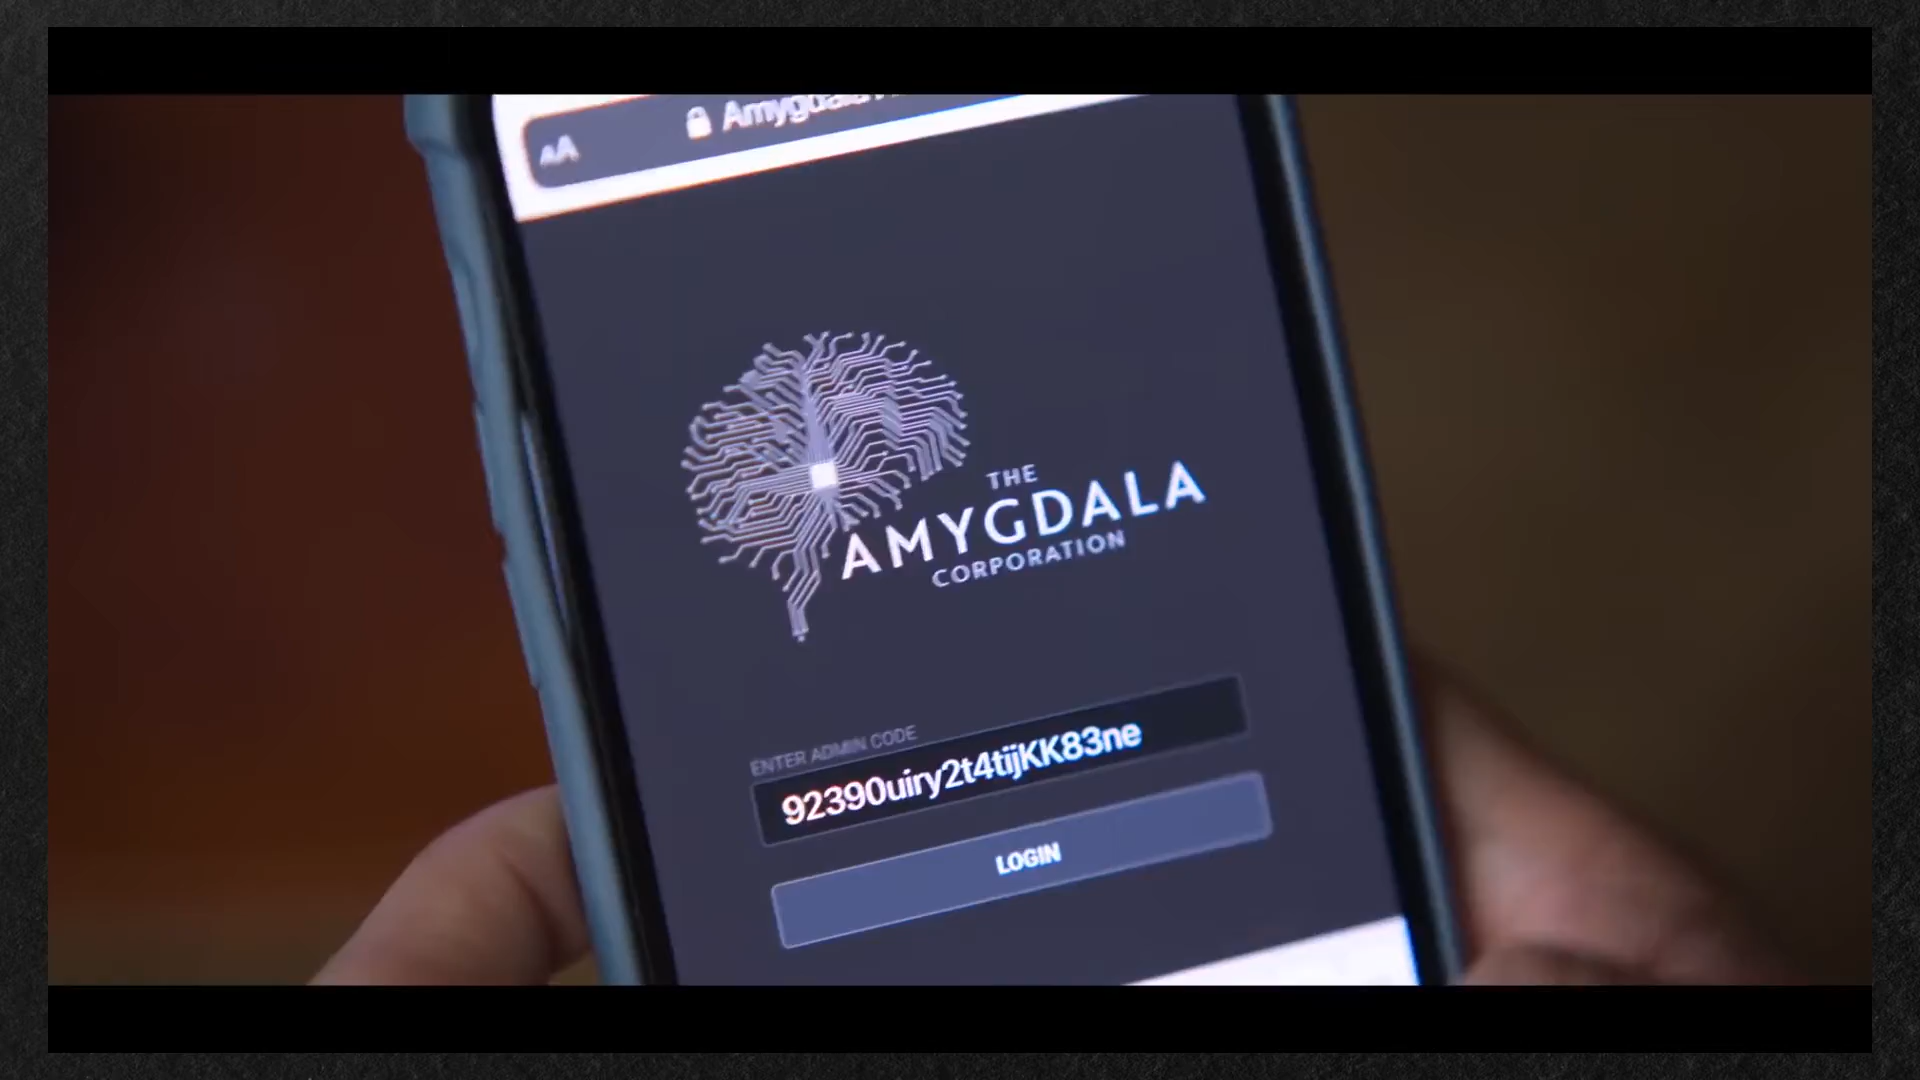 AA
THE
AMYGDALA
CORPORATION
ENTER ADMIN CODE
92390uiry2t4tijKK83ne
LOGIN